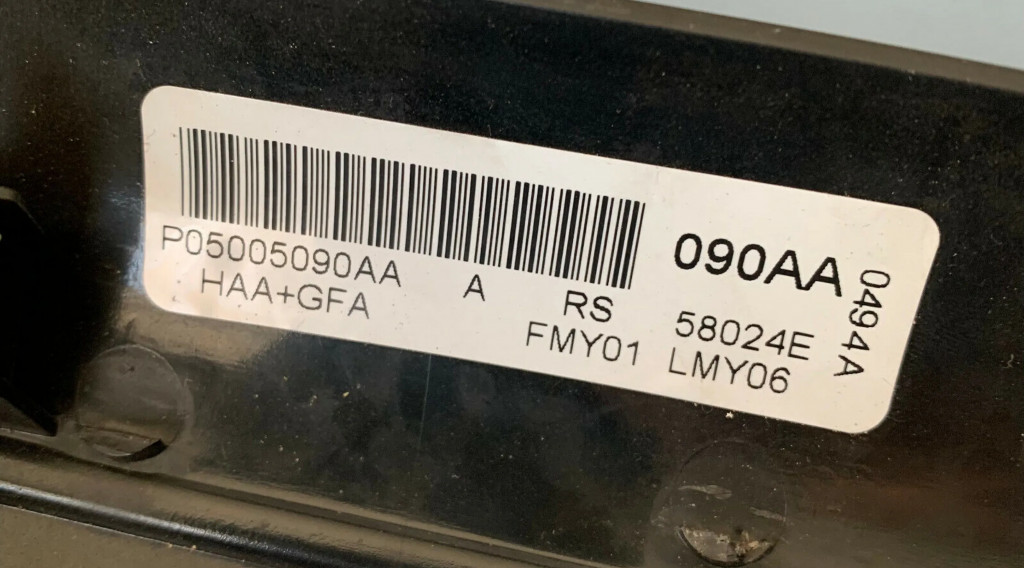 P05005090AA A RS 090AA
HAA+GFA FMY01 58024E
LMY06
0494A